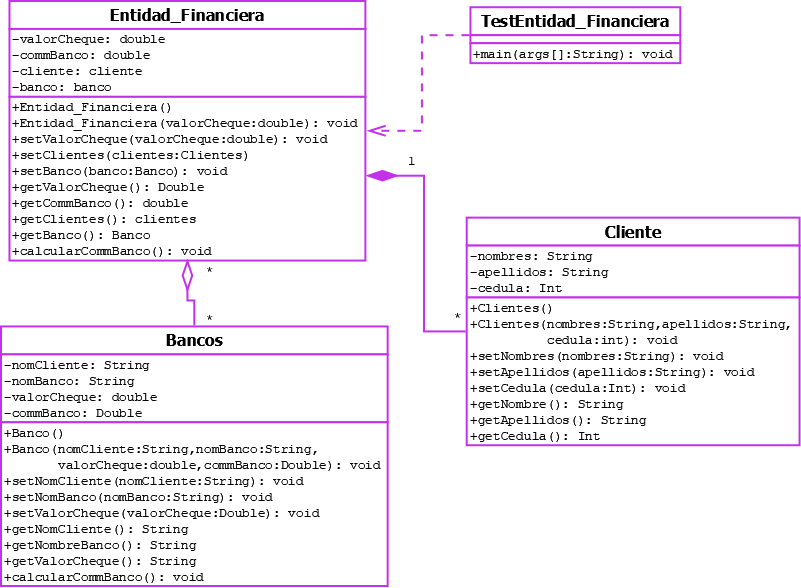 Entidad_Financiera
-valorCheque: double
-commBanco: double
-cliente: cliente
-banco: banco
+Entidad_Financiera()
+Entidad_Financiera(valorCheque:double): void
+setValorCheque(valorCheque:double): void
+setClientes(clientes:Clientes)
+setBanco(banco:Banco): void
+getValorCheque(): Double
+getCommBanco(): double
+getClientes(): clientes
+getBanco(): Banco
+calcularCommBanco(): void
TestEntidad_Financiera
+main(args[]:String): void
1
*
Cliente
-nombres: String
-apellidos: String
-cedula: Int
+Clientes()
+Clientes(nombres:String,apellidos:String,
cedula:int): void
+setNombres(nombres:String): void
+setApellidos(apellidos:String): void
+setCedula(cedula:Int): void
+getNombre(): String
+getApellidos(): String
+getCedula(): Int
*
*
Bancos
-nomCliente: String
-nomBanco: String
-valorCheque: double
-commBanco: Double
+Banco()
+Banco(nomCliente:String,nomBanco:String,
valorCheque:double,commBanco:Double): void
+setNomCliente(nomCliente:String): void
+setNomBanco(nomBanco:String): void
+setValorCheque(valorCheque:Double): void
+getNomCliente(): String
+getNombreBanco(): String
+getValorCheque(): String
+calcularCommBanco(): void